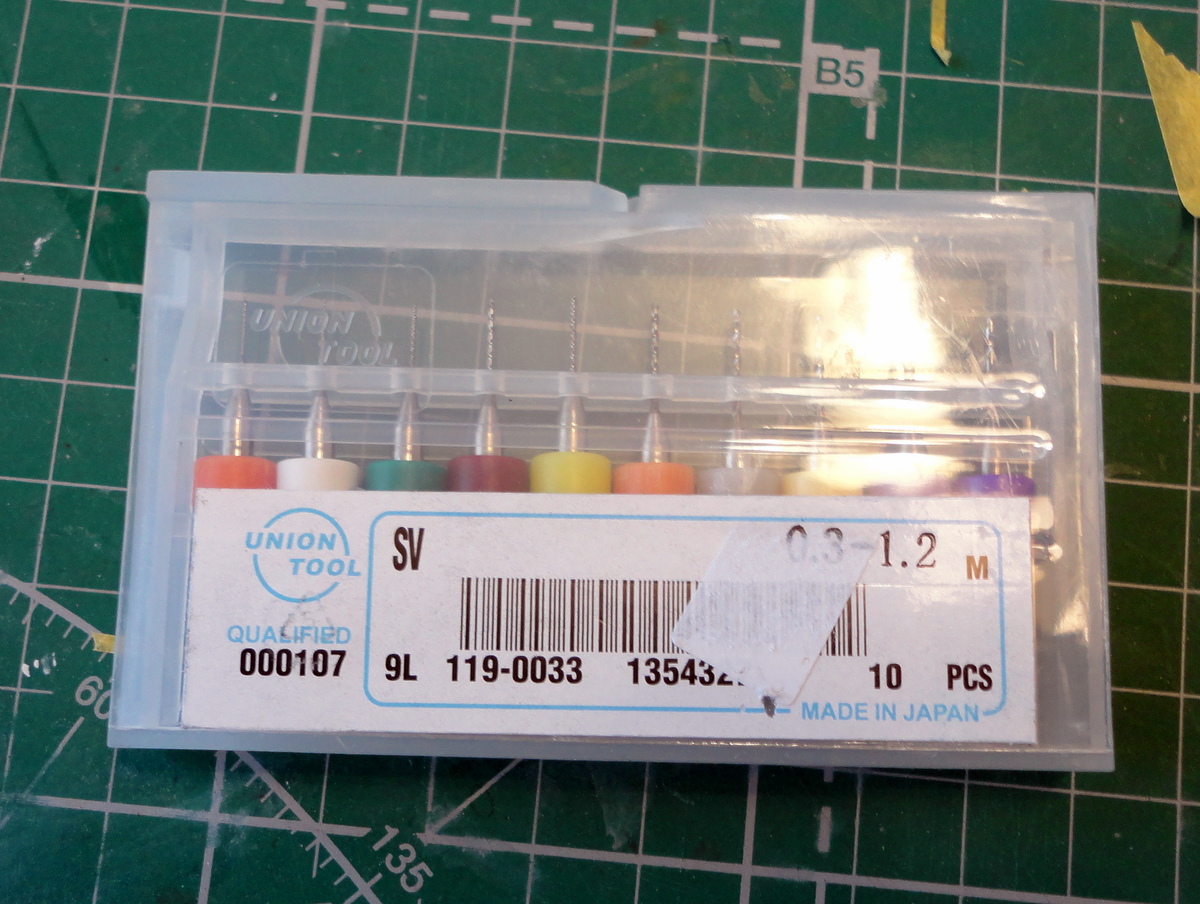 B5
UNION
TOOL
UNION
TOOL
SV
0.3-1.2
M
QUALIFIED
000107
9L 119-0033 10 PCS
MADE IN JAPAN
60
135